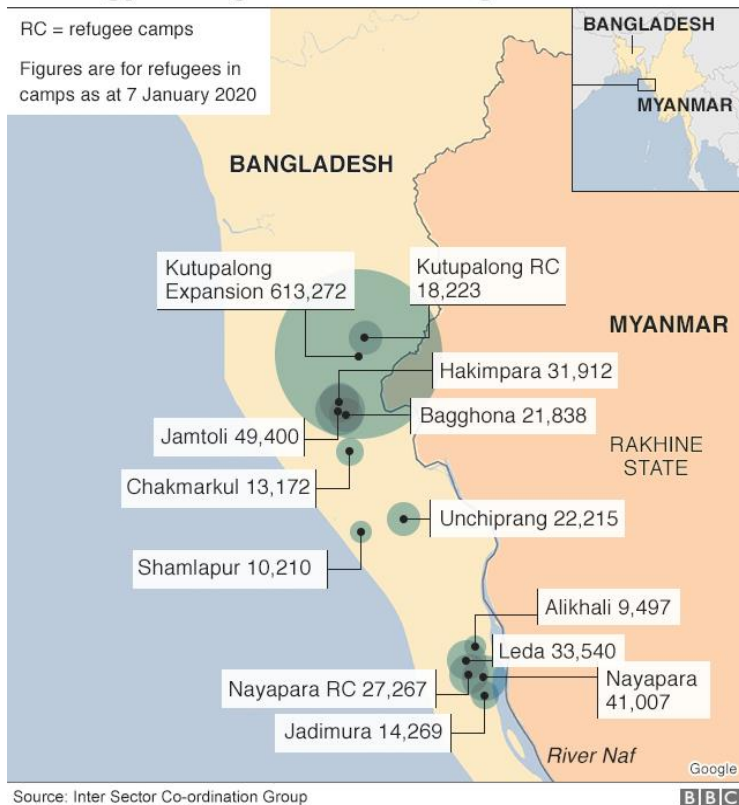 RC = refugee camps
Figures are for refugees in
camps as at 7 January 2020
BANGLADESH
MYANMAR
BANGLADESH
Kutupalong
Expansion 613,272
Kutupalong RC
18,223
MYANMAR
Hakimpara 31,912
Bagghona 21,838
Jamtoli 49,400
RAKHINE
STATE
Chakmarkul 13,172
Unchiprang 22,215
Shamlapur 10,210
Alikhali 9,497
Leda 33,540
Nayapara RC 27,267
Nayapara
41,007
Jadimura 14,269
River Naf
Google
Source: Inter Sector Co-ordination Group
BBC